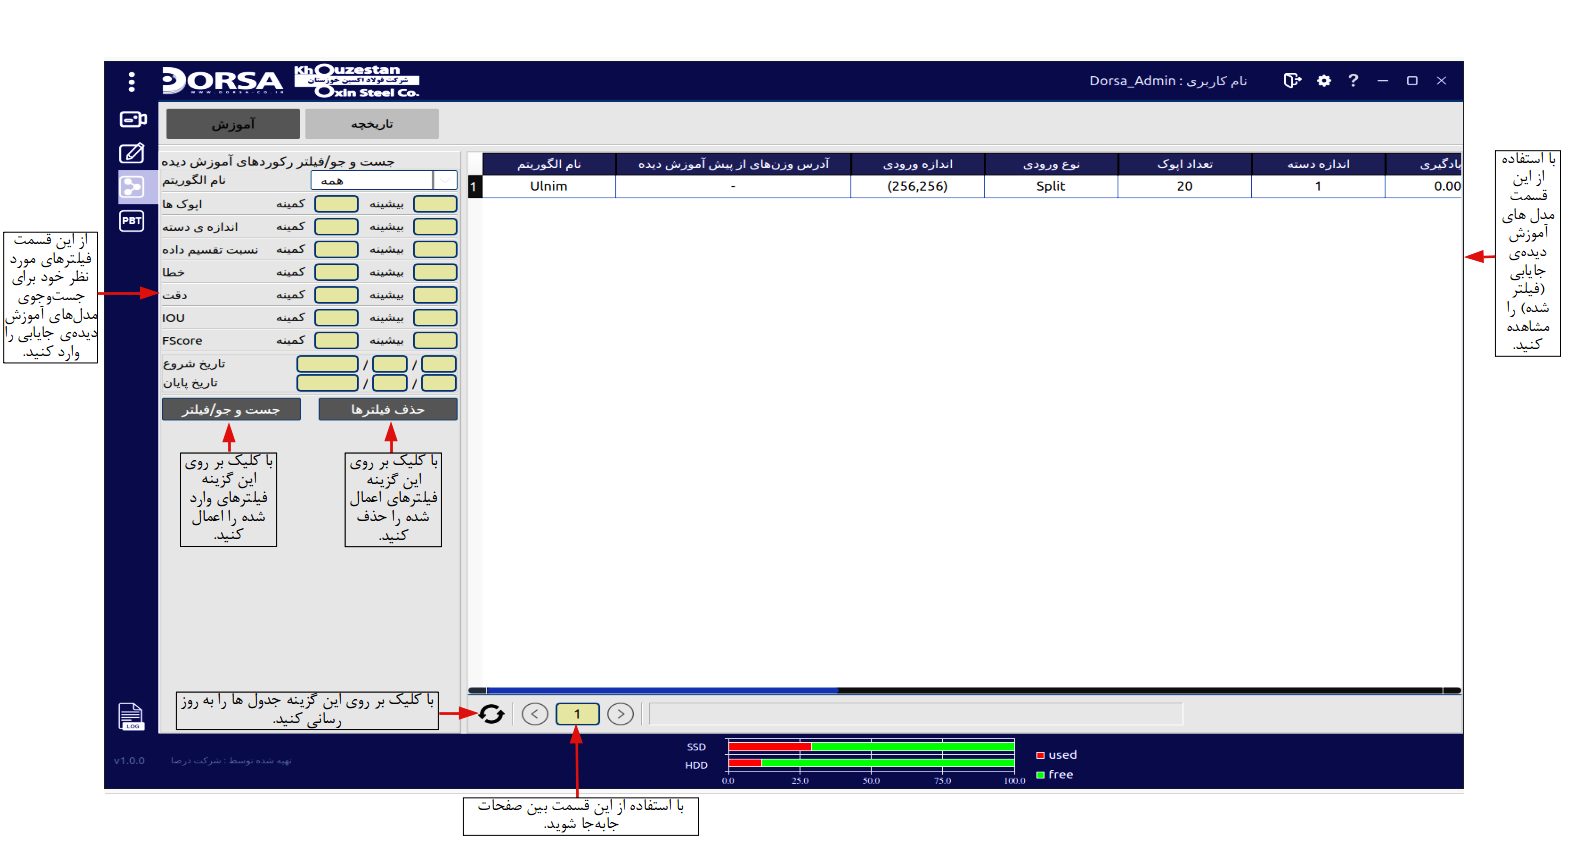 DORSA
WWW.DORSA-CO.IR
Khouzestan
شرکت فولاد اکسین خوزستان
Oxin Steel Co.
نام کاربری : Dorsa_Admin
?
آموزش
تاریخچه
جست و جو/فیلتر رکوردهای آموزش دیده
نام الگوریتم
همه
اپوک ها کمینه بیشینه
اندازه ی دسته کمینه بیشینه
نسبت تقسیم داده کمینه بیشینه
خطا کمینه بیشینه
دقت کمینه بیشینه
IOU کمینه بیشینه
FScore کمینه بیشینه
تاریخ شروع / /
تاریخ پایان / /
جست و جو/فیلتر
حذف فیلترها
نام الگوریتم آدرس وزن‌های از پیش آموزش دیده اندازه ورودی نوع ورودی تعداد اپوک اندازه دسته یادگیری
1 Ulnim - (256,256) Split 20 1 0.00
PBT
LOG
از این قسمت
فیلترهای مورد
نظر خود برای
جست‌وجوی
مدل‌های آموزش
دیده‌ی جایابی را
وارد کنید.
با استفاده
از این
قسمت
مدل های
آموزش
دیده‌ی
جایابی
(فیلتر
شده) را
مشاهده
کنید.
با کلیک بر روی
این گزینه
فیلترهای وارد
شده را اعمال
کنید.
با کلیک بر روی
این گزینه
فیلترهای اعمال
شده را حذف
کنید.
با کلیک بر روی این گزینه جدول ها را به روز
رسانی کنید.
< 1 >
v1.0.0
تهیه شده توسط : شرکت درصا
SSD
HDD
0.0 25.0 50.0 75.0 100.0
used
free
با استفاده از این قسمت بین صفحات
جابه‌جا شوید.